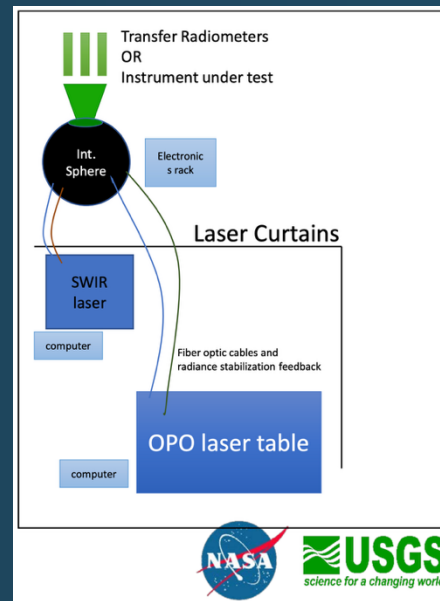 Transfer Radiometers
OR
Instrument under test
Int.
Sphere
Electronic
s rack
Laser Curtains
SWIR
laser
computer
Fiber optic cables and
radiance stabilization feedback
OPO laser table
computer
NASA
USGS
science for a changing world